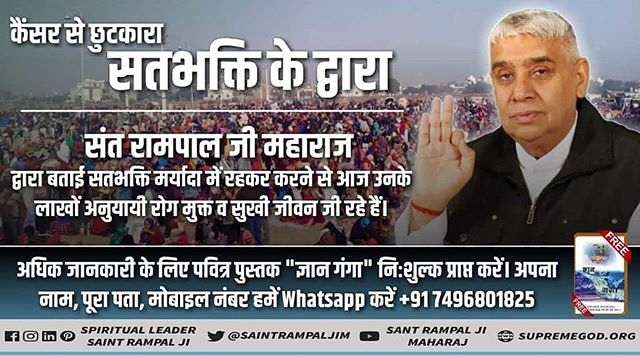 कैंसर से छुटकारा
सतभक्ति के द्वारा
संत रामपाल जी महाराज
द्वारा बताई सतभक्ति मर्यादा में रहकर करने से आज उनके
लाखों अनुयायी रोग मुक्त व सुखी जीवन जी रहे हैं।
अधिक जानकारी के लिए पवित्र पुस्तक "ज्ञान गंगा" नि:शुल्क प्राप्त करें। अपना
नाम, पूरा पता, मोबाइल नंबर हमें Whatsapp करें +91 7496801825
FREE
ज्ञान
गंगा
FREE
SPIRITUAL LEADER
SAINT RAMPAL JI
@SAINTRAMPALJIM
SANT RAMPAL JI
MAHARAJ
SUPREMEGOD.ORG